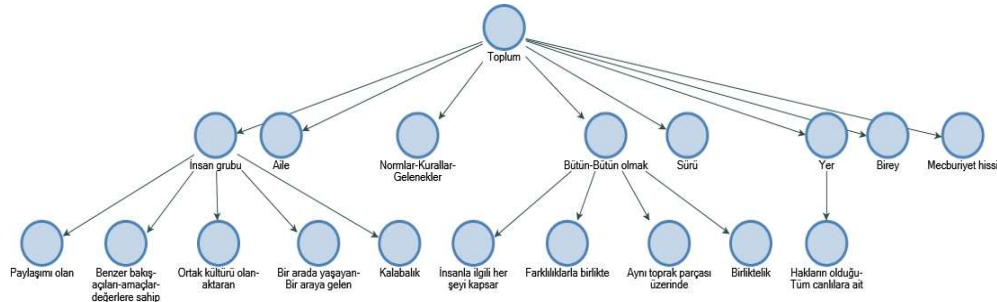 Toplum
İnsan grubu
Aile
Normlar-Kurallar-
Gelenekler
Bütün-Bütün olmak
Sürü
Yer
Birey
Mecburiyet hissi
Paylaşımı olan
Benzer bakış-
açıları-amaçlar-
değerlere sahip
Ortak kültürü olan-
aktaran
Bir arada yaşayan-
Bir araya gelen
Kalabalık
İnsanla ilgili her
şeyi kapsar
Farklılıklarla birlikte
Aynı toprak parçası
üzerinde
Birliktelik
Hakların olduğu-
Tüm canlılara ait